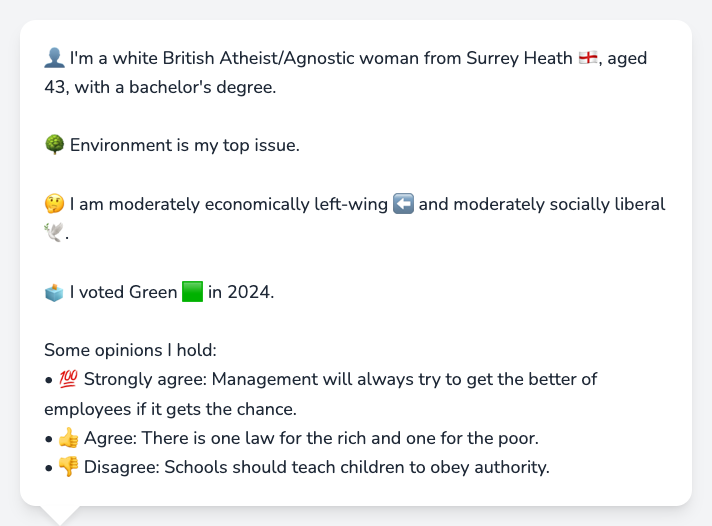 👤 I'm a white British Atheist/Agnostic woman from Surrey Heath 🏴󠁧󠁢󠁥󠁮󠁧󠁿, aged
43, with a bachelor's degree.
🌳 Environment is my top issue.
🤔 I am moderately economically left-wing ⬅️ and moderately socially liberal
🕊️.
🗳️ I voted Green 🟩 in 2024.
Some opinions I hold:
• 💯 Strongly agree: Management will always try to get the better of
employees if it gets the chance.
• 👍 Agree: There is one law for the rich and one for the poor.
• 👎 Disagree: Schools should teach children to obey authority.